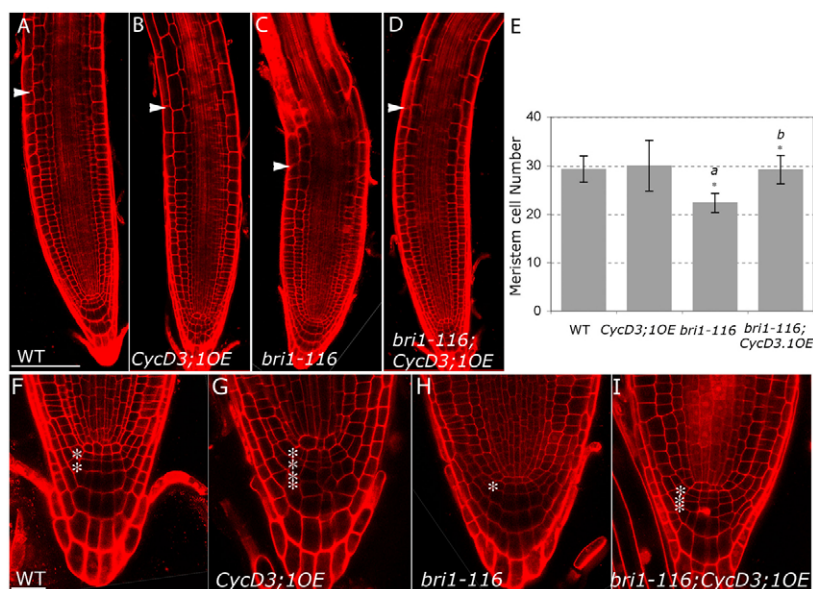 A
B
C
D
WT
CycD3;1OE
bri1-116
bri1-116;
CycD3;1OE
E
Meristem cell Number
40
30
20
10
0
a
*
b
*
WT
CycD3;1OE
bri1-116
bri1-116;
CycD3.1OE
F
*
*
WT
G
*
*
*
*
CycD3;1OE
H
*
bri1-116
I
*
*
*
bri1-116;CycD3;1OE